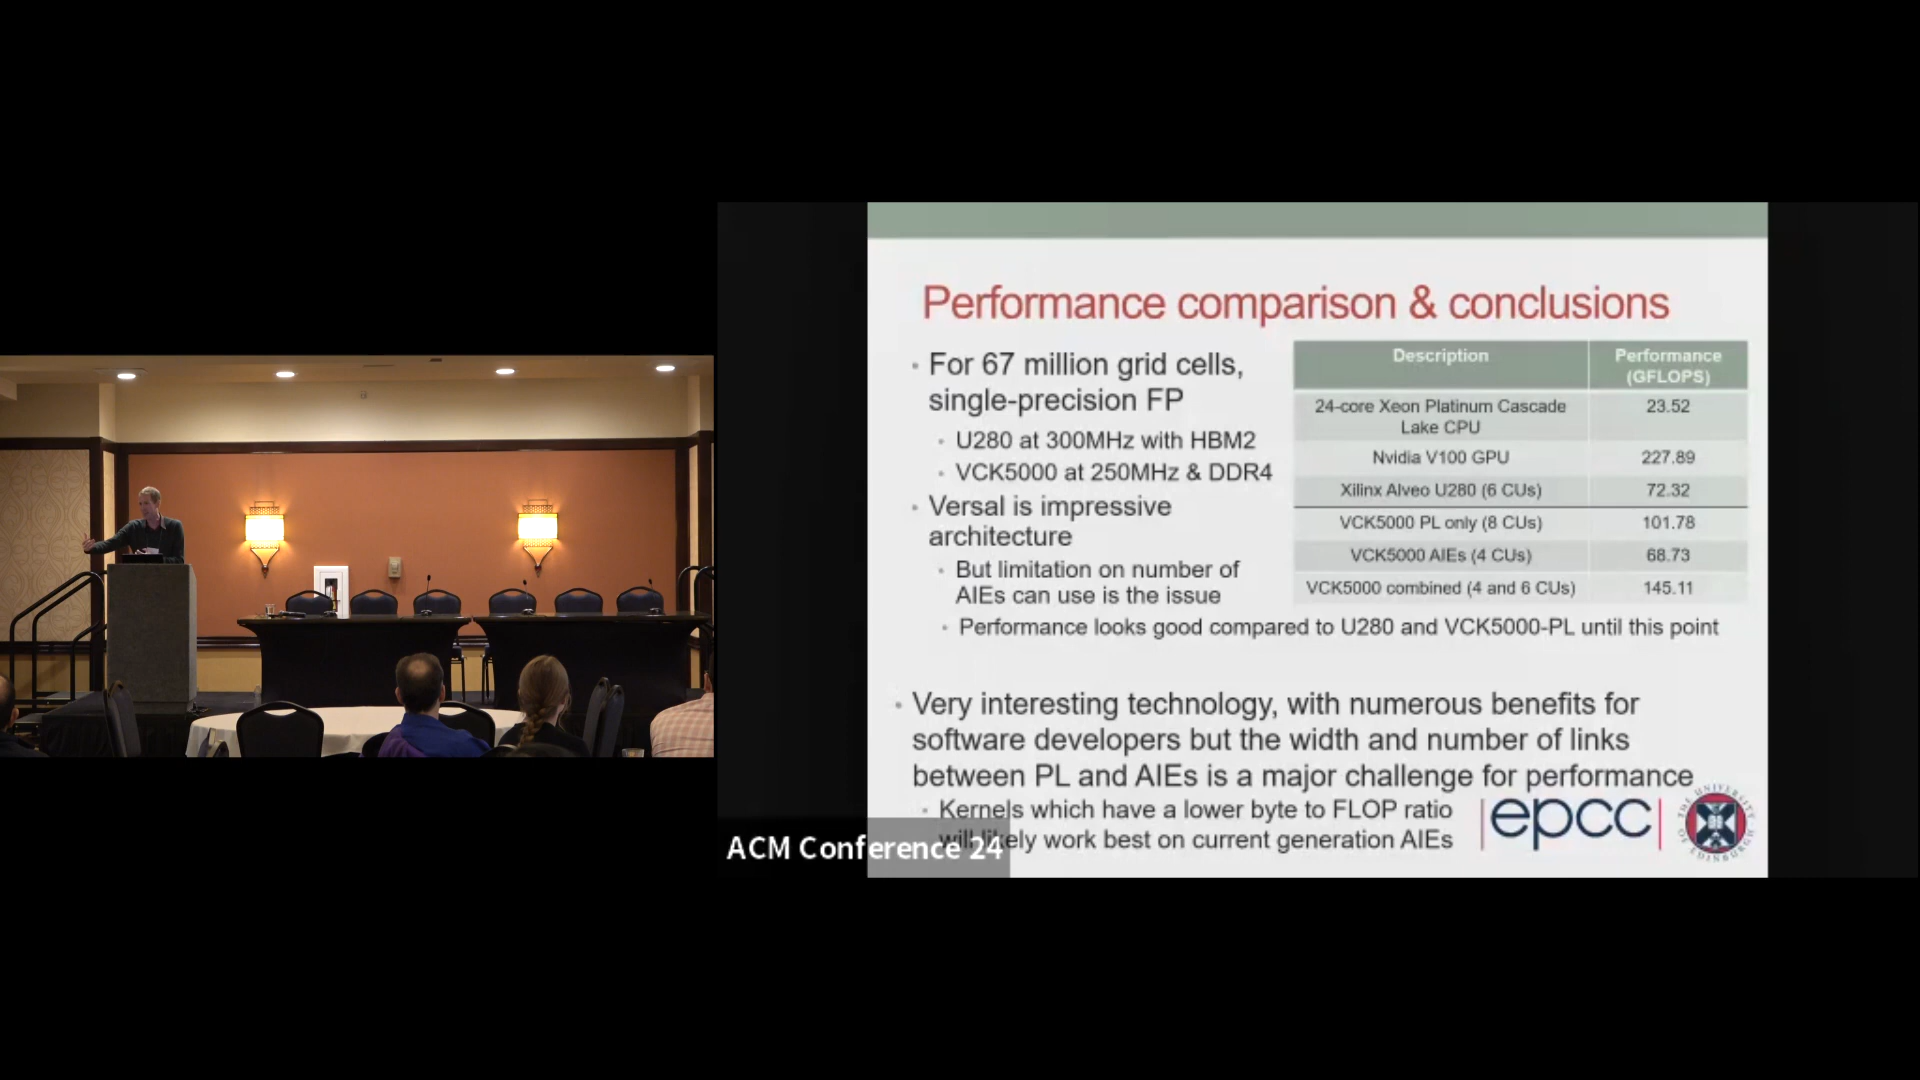 Performance comparison & conclusions
• For 67 million grid cells,
single-precision FP
• U280 at 300MHz with HBM2
• VCK5000 at 250MHz & DDR4
• Versal is impressive
architecture
• But limitation on number of
AIEs can use is the issue
• Performance looks good compared to U280 and VCK5000-PL until this point
Description Performance
(GFLOPS)
24-core Xeon Platinum Cascade
Lake CPU 23.52
Nvidia V100 GPU 227.89
Xilinx Alveo U280 (6 CUs) 72.32
VCK5000 PL only (8 CUs) 101.78
VCK5000 AIEs (4 CUs) 68.73
VCK5000 combined (4 and 6 CUs) 145.11
• Very interesting technology, with numerous benefits for
software developers but the width and number of links
between PL and AIEs is a major challenge for performance
• Kernels which have a lower byte to FLOP ratio
will likely work best on current generation AIEs
|epcc|
THE UNIVERSITY OF EDINBURGH
ACM Conference 24